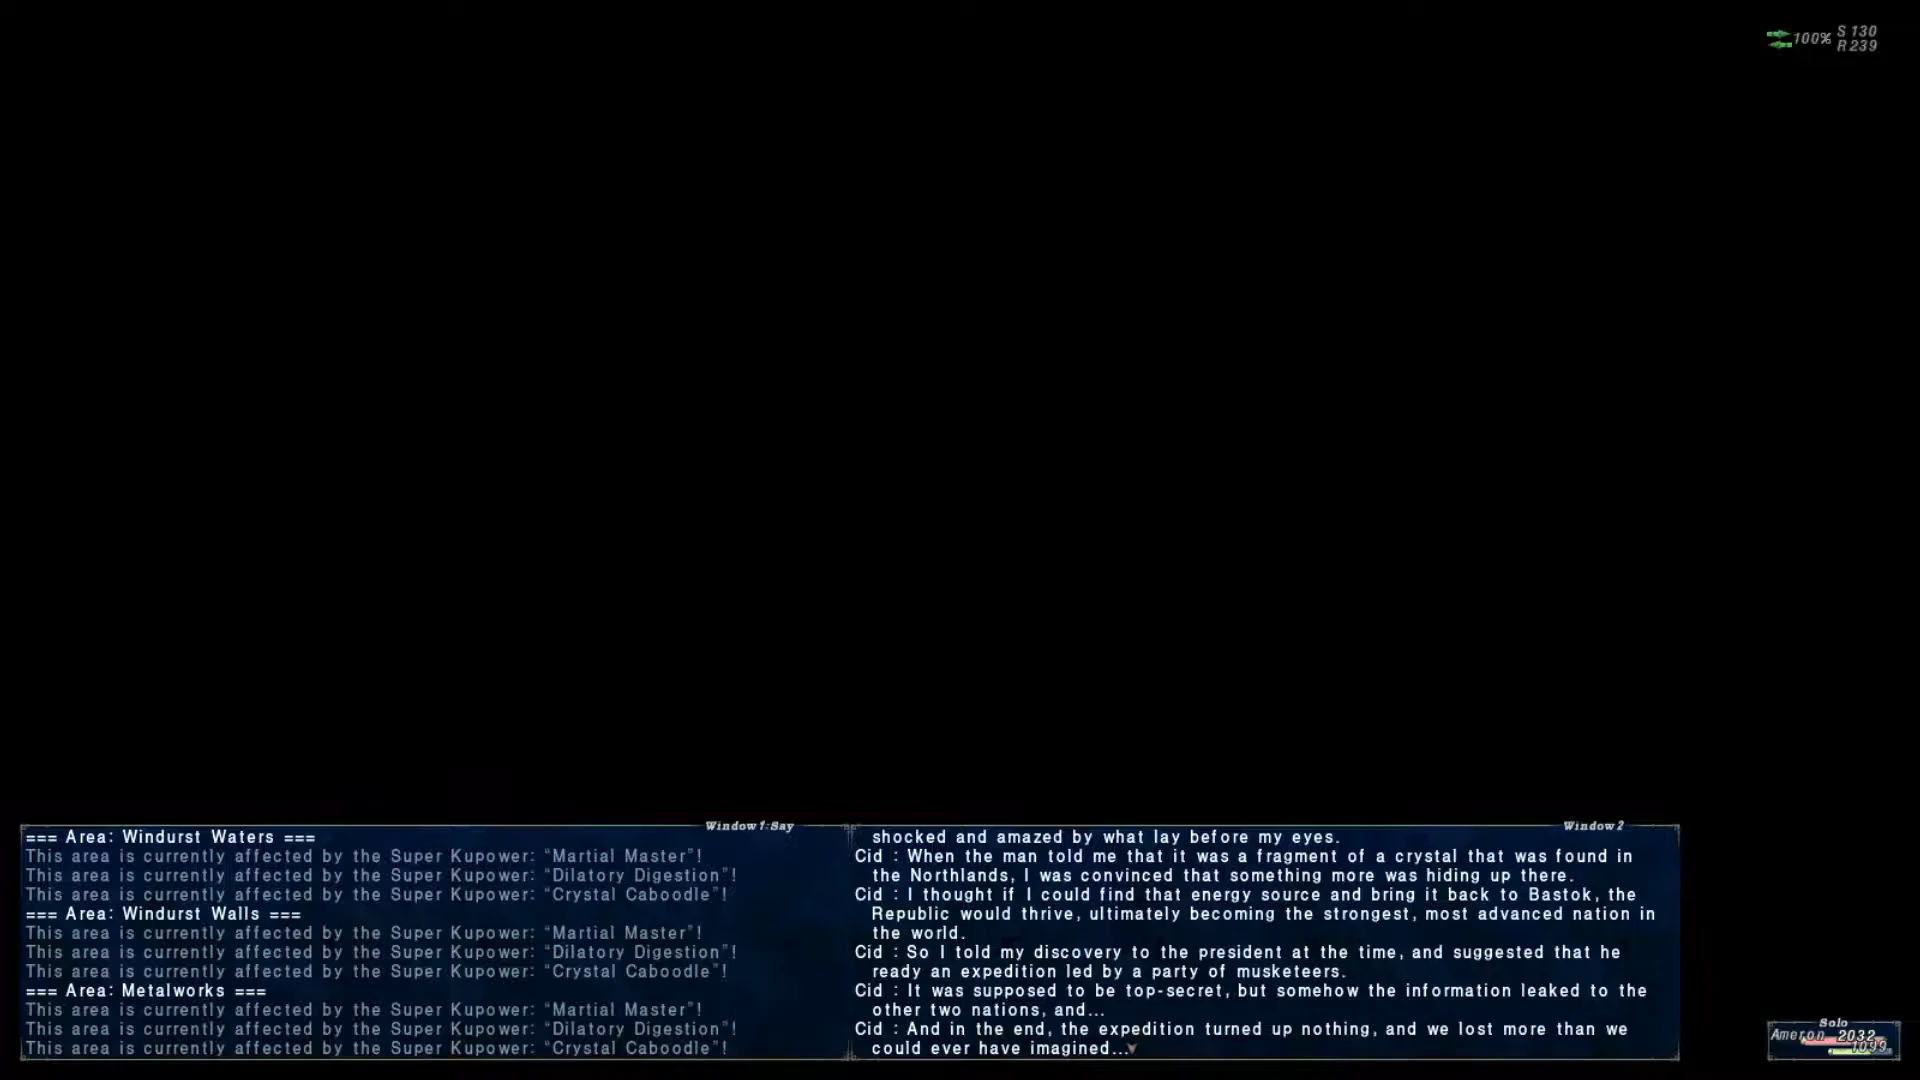 100% S 130
R 239
Window 1: Say
=== Area: Windurst Waters ===
This area is currently affected by the Super Kupower: “Martial Master”!
This area is currently affected by the Super Kupower: “Dilatory Digestion”!
This area is currently affected by the Super Kupower: “Crystal Caboodle”!
=== Area: Windurst Walls ===
This area is currently affected by the Super Kupower: “Martial Master”!
This area is currently affected by the Super Kupower: “Dilatory Digestion”!
This area is currently affected by the Super Kupower: “Crystal Caboodle”!
=== Area: Metalworks ===
This area is currently affected by the Super Kupower: “Martial Master”!
This area is currently affected by the Super Kupower: “Dilatory Digestion”!
This area is currently affected by the Super Kupower: “Crystal Caboodle”!
Window 2
shocked and amazed by what lay before my eyes.
Cid : When the man told me that it was a fragment of a crystal that was found in
the Northlands, I was convinced that something more was hiding up there.
Cid : I thought if I could find that energy source and bring it back to Bastok, the
Republic would thrive, ultimately becoming the strongest, most advanced nation in
the world.
Cid : So I told my discovery to the president at the time, and suggested that he
ready an expedition led by a party of musketeers.
Cid : It was supposed to be top-secret, but somehow the information leaked to the
other two nations, and...
Cid : And in the end, the expedition turned up nothing, and we lost more than we
could ever have imagined...
Solo
Ameron 2032
1099